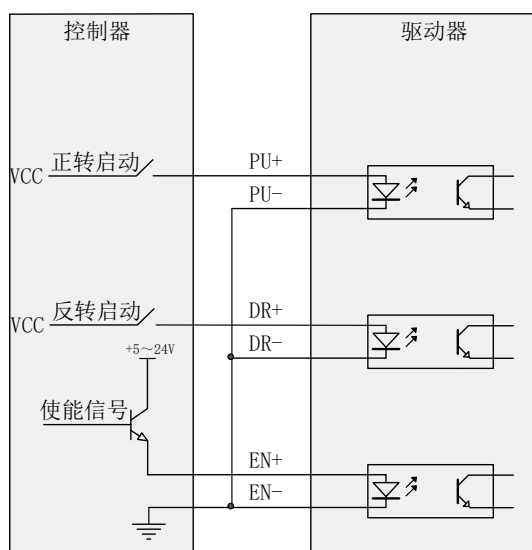 控制器
驱动器
正转启动
VCC
PU+
PU-
反转启动
VCC
DR+
DR-
+5～24V
使能信号
EN+
EN-